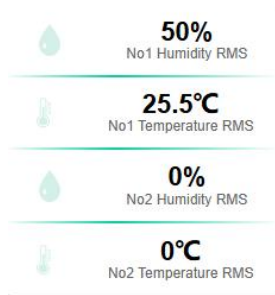 50%
No1 Humidity RMS
25.5℃
No1 Temperature RMS
0%
No2 Humidity RMS
0℃
No2 Temperature RMS